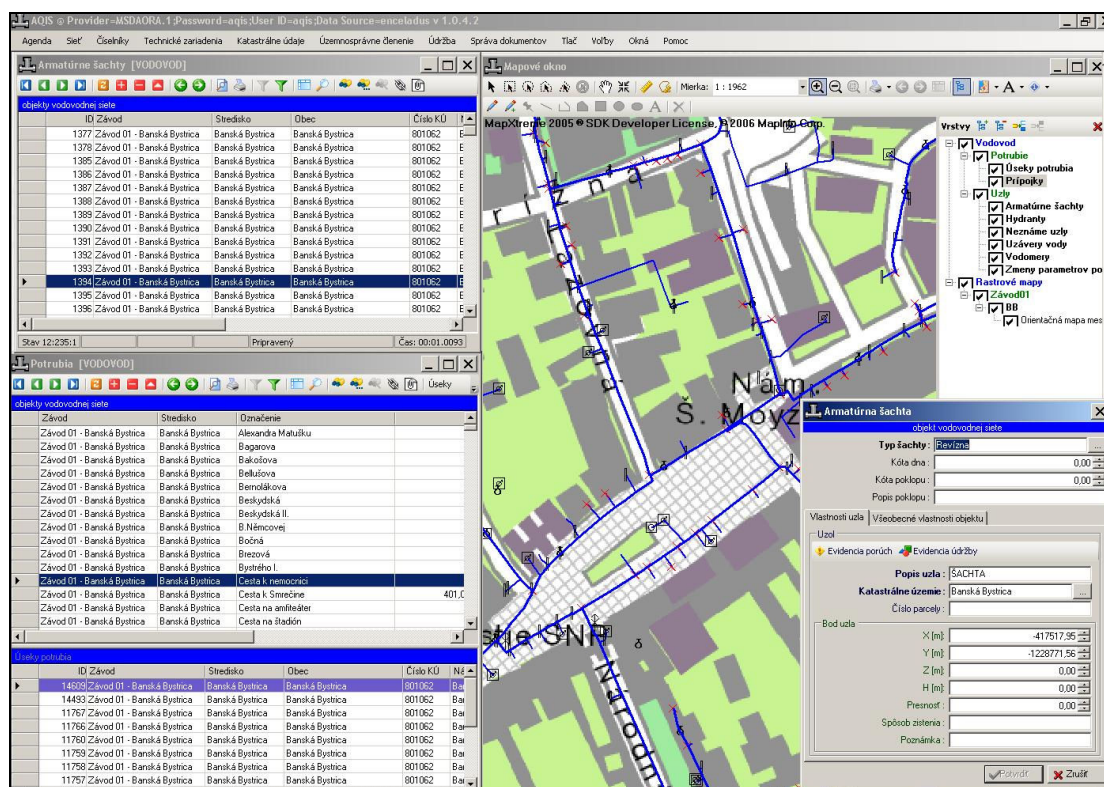 AQIS @ Provider=MSDAORA.1;Password=aqis;User ID=aqis;Data Source=enceladus v 1.0.4.2
Agenda Sieť Číselníky Technické zariadenia Katastrálne údaje Územnosprávne členenie Údržba Správa dokumentov Tlač Voľby Okná Pomoc
Armatúrne šachty [VODOVOD]
objekty vodovodnej siete
ID Závod Stredisko Obec Číslo KÚ
1377 Závod 01 - Banská Bystrica Banská Bystrica Banská Bystrica 801062 E
1378 Závod 01 - Banská Bystrica Banská Bystrica Banská Bystrica 801062 E
1385 Závod 01 - Banská Bystrica Banská Bystrica Banská Bystrica 801062 E
1386 Závod 01 - Banská Bystrica Banská Bystrica Banská Bystrica 801062 E
1387 Závod 01 - Banská Bystrica Banská Bystrica Banská Bystrica 801062 E
1388 Závod 01 - Banská Bystrica Banská Bystrica Banská Bystrica 801062 E
1389 Závod 01 - Banská Bystrica Banská Bystrica Banská Bystrica 801062 E
1390 Závod 01 - Banská Bystrica Banská Bystrica Banská Bystrica 801062 E
1391 Závod 01 - Banská Bystrica Banská Bystrica Banská Bystrica 801062 E
1392 Závod 01 - Banská Bystrica Banská Bystrica Banská Bystrica 801062 E
1393 Závod 01 - Banská Bystrica Banská Bystrica Banská Bystrica 801062 E
1394 Závod 01 - Banská Bystrica Banská Bystrica Banská Bystrica 801062 E
1395 Závod 01 - Banská Bystrica Banská Bystrica Banská Bystrica 801062 E
1396 Závod 01 - Banská Bystrica Banská Bystrica Banská Bystrica 801062 E
Stav 12:235:1 Pripravený Čas: 00:01.0093
Potrubia [VODOVOD]
Úseky
objekty vodovodnej siete
Závod Stredisko Označenie
Závod 01 - Banská Bystrica Banská Bystrica Alexandra Matušku
Závod 01 - Banská Bystrica Banská Bystrica Bagarova
Závod 01 - Banská Bystrica Banská Bystrica Bakošova
Závod 01 - Banská Bystrica Banská Bystrica Bellušova
Závod 01 - Banská Bystrica Banská Bystrica Bernolákova
Závod 01 - Banská Bystrica Banská Bystrica Beskydská
Závod 01 - Banská Bystrica Banská Bystrica Beskydská II.
Závod 01 - Banská Bystrica Banská Bystrica B.Němcovej
Závod 01 - Banská Bystrica Banská Bystrica Bočná
Závod 01 - Banská Bystrica Banská Bystrica Brezová
Závod 01 - Banská Bystrica Banská Bystrica Bystrého I.
Závod 01 - Banská Bystrica Banská Bystrica Cesta k nemocnici
Závod 01 - Banská Bystrica Banská Bystrica Cesta k Smrečine 401,0
Závod 01 - Banská Bystrica Banská Bystrica Cesta na amfiteáter
Závod 01 - Banská Bystrica Banská Bystrica Cesta na štadión
Úseky potrubia
ID Závod Stredisko Obec Číslo KÚ Ná
14609 Závod 01 - Banská Bystrica Banská Bystrica Banská Bystrica 801062 Ba
14493 Závod 01 - Banská Bystrica Banská Bystrica Banská Bystrica 801062 Ba
11767 Závod 01 - Banská Bystrica Banská Bystrica Banská Bystrica 801062 Ba
11766 Závod 01 - Banská Bystrica Banská Bystrica Banská Bystrica 801062 Ba
11760 Závod 01 - Banská Bystrica Banská Bystrica Banská Bystrica 801062 Ba
11759 Závod 01 - Banská Bystrica Banská Bystrica Banská Bystrica 801062 Ba
11758 Závod 01 - Banská Bystrica Banská Bystrica Banská Bystrica 801062 Ba
11757 Závod 01 - Banská Bystrica Banská Bystrica Banská Bystrica 801062 Ba
Mapové okno
Mierka: 1 : 1962
MapXtreme 2005 ® SDK Developer License, © 2006 MapInfo Corp.
Nám.
Š. Moyz
stie SNP
Národn
Vrstvy
Vodovod
Potrubie
Úseky potrubia
Prípojky
Uzly
Armatúrne šachty
Hydranty
Neznáme uzly
Uzávery vody
Vodomery
Zmeny parametrov po
Rastrové mapy
Závod01
BB
Orientačná mapa mes
Armatúrna šachta
objekt vodovodnej siete
Typ šachty : Revízna ...
Kóta dna : 0,00
Kóta poklopu : 0,00
Popis poklopu :
Vlastnosti uzla Všeobecné vlastnosti objektu
Uzol
Evidencia porúch Evidencia údržby
Popis uzla : ŠACHTA
Katastrálne územie : Banská Bystrica ...
Číslo parcely :
Bod uzla
X [m]: -417517,95
Y [m]: -1228771,56
Z [m]: 0,00
H [m]: 0,00
Presnosť : 0,00
Spôsob zistenia :
Poznámka :
Potvrdiť Zrušiť